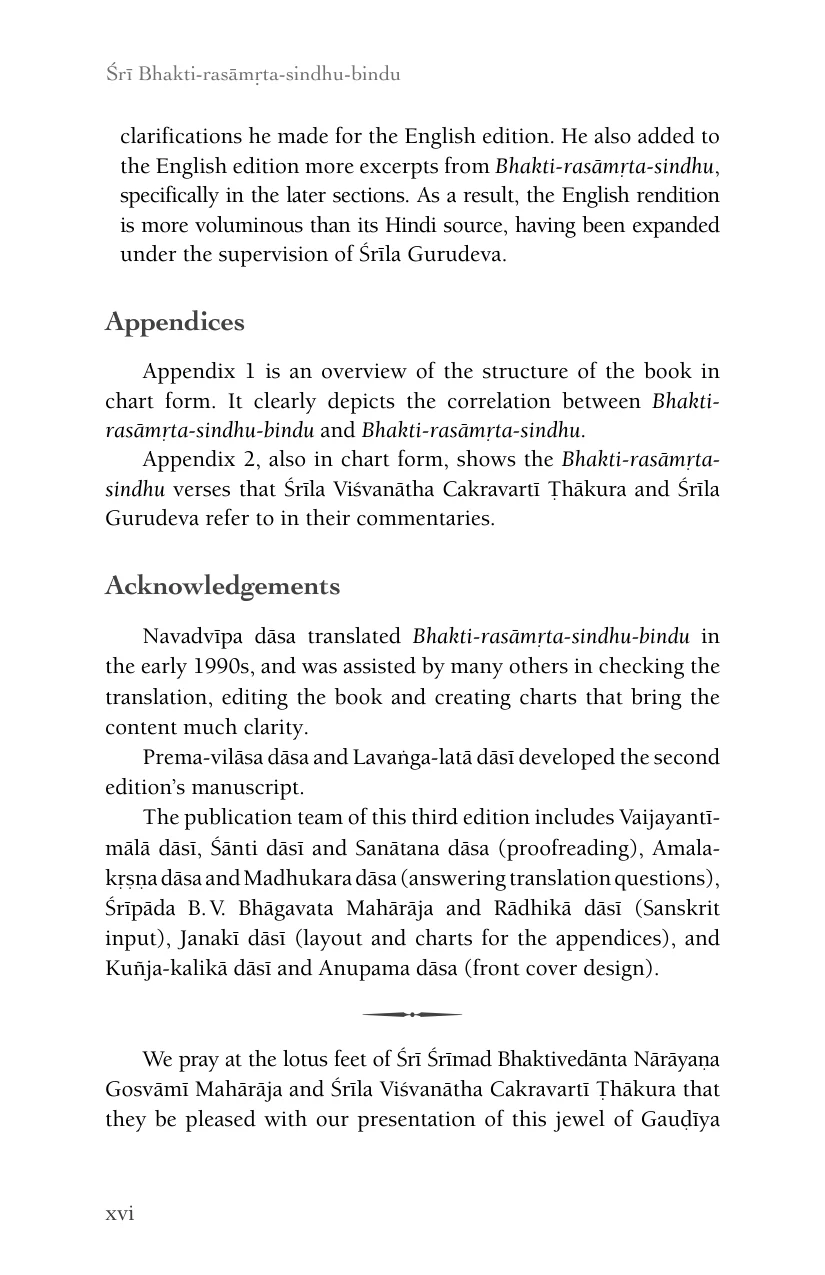 Śrī Bhakti-rasāmṛta-sindhu-bindu
clarifications he made for the English edition. He also added to
the English edition more excerpts from Bhakti-rasāmṛta-sindhu,
specifically in the later sections. As a result, the English rendition
is more voluminous than its Hindi source, having been expanded
under the supervision of Śrīla Gurudeva.
Appendices
Appendix 1 is an overview of the structure of the book in
chart form. It clearly depicts the correlation between Bhakti-
rasāmṛta-sindhu-bindu and Bhakti-rasāmṛta-sindhu.
Appendix 2, also in chart form, shows the Bhakti-rasāmṛta-
sindhu verses that Śrīla Viśvanātha Cakravartī Ṭhākura and Śrīla
Gurudeva refer to in their commentaries.
Acknowledgements
Navadvīpa dāsa translated Bhakti-rasāmṛta-sindhu-bindu in
the early 1990s, and was assisted by many others in checking the
translation, editing the book and creating charts that bring the
content much clarity.
Prema-vilāsa dāsa and Lavaṅga-latā dāsī developed the second
edition’s manuscript.
The publication team of this third edition includes Vaijayantī-
mālā dāsī, Śānti dāsī and Sanātana dāsa (proofreading), Amala-
kṛṣṇa dāsa and Madhukara dāsa (answering translation questions),
Śrīpāda B. V. Bhāgavata Mahārāja and Rādhikā dāsī (Sanskrit
input), Janakī dāsī (layout and charts for the appendices), and
Kuñja-kalikā dāsī and Anupama dāsa (front cover design).
We pray at the lotus feet of Śrī Śrīmad Bhaktivedānta Nārāyaṇa
Gosvāmī Mahārāja and Śrīla Viśvanātha Cakravartī Ṭhākura that
they be pleased with our presentation of this jewel of Gauḍīya
xvi